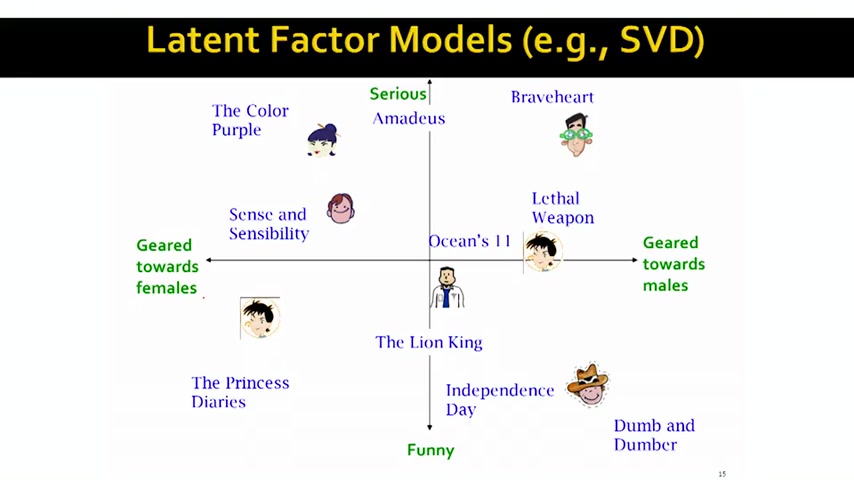 Latent Factor Models (e.g., SVD)
Serious
Braveheart
The Color
Purple
Amadeus
Lethal
Weapon
Sense and
Sensibility
Ocean's 11
Geared
towards
females
Geared
towards
males
The Lion King
The Princess
Diaries
Independence
Day
Dumb and
Dumber
Funny
15